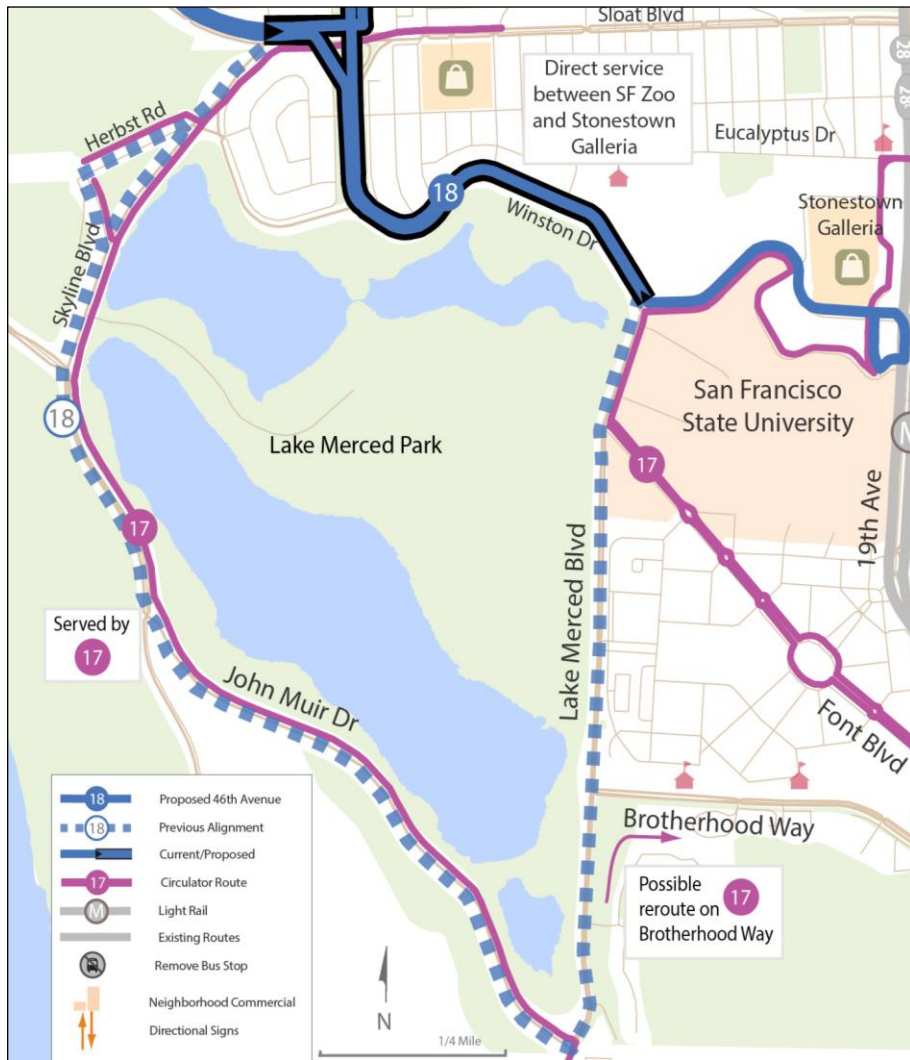 Sloat Blvd
28
28
Direct service
between SF Zoo
and Stonestown
Galleria
Herbst Rd
Eucalyptus Dr
18
Winston Dr
Stonestown
Galleria
Skyline Blvd
San Francisco
State University
18
Lake Merced Park
M
17
19th Ave
17
Lake Merced Blvd
Served by
17
John Muir Dr
Font Blvd
18
Proposed 46th Avenue
18
Previous Alignment
Current/Proposed
17
Circulator Route
M
Light Rail
Existing Routes
Remove Bus Stop
Neighborhood Commercial
Directional Signs
Brotherhood Way
Possible
reroute on
Brotherhood Way
17
N
1/4 Mile